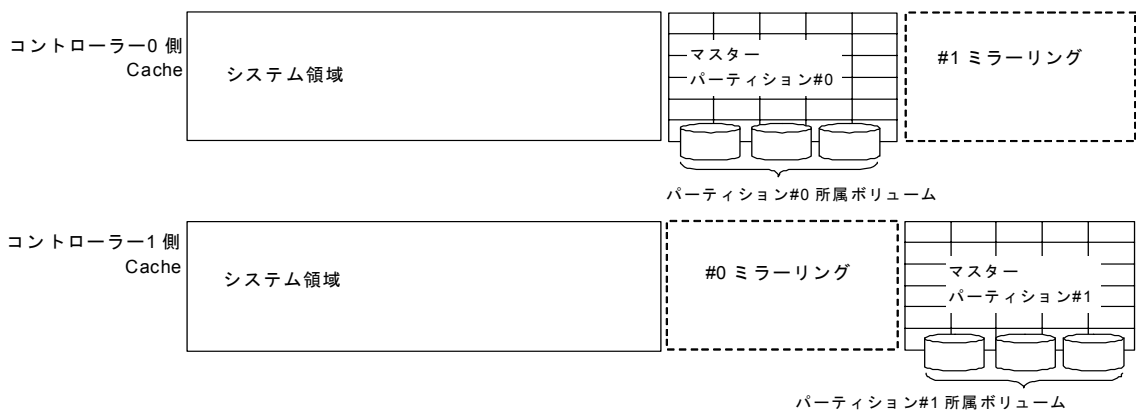 コントローラー0 側
Cache
システム領域
マスター
パーティション#0
#1 ミラーリング
パーティション#0 所属ボリューム
コントローラー1 側
Cache
システム領域
#0 ミラーリング
マスター
パーティション#1
パーティション#1 所属ボリューム